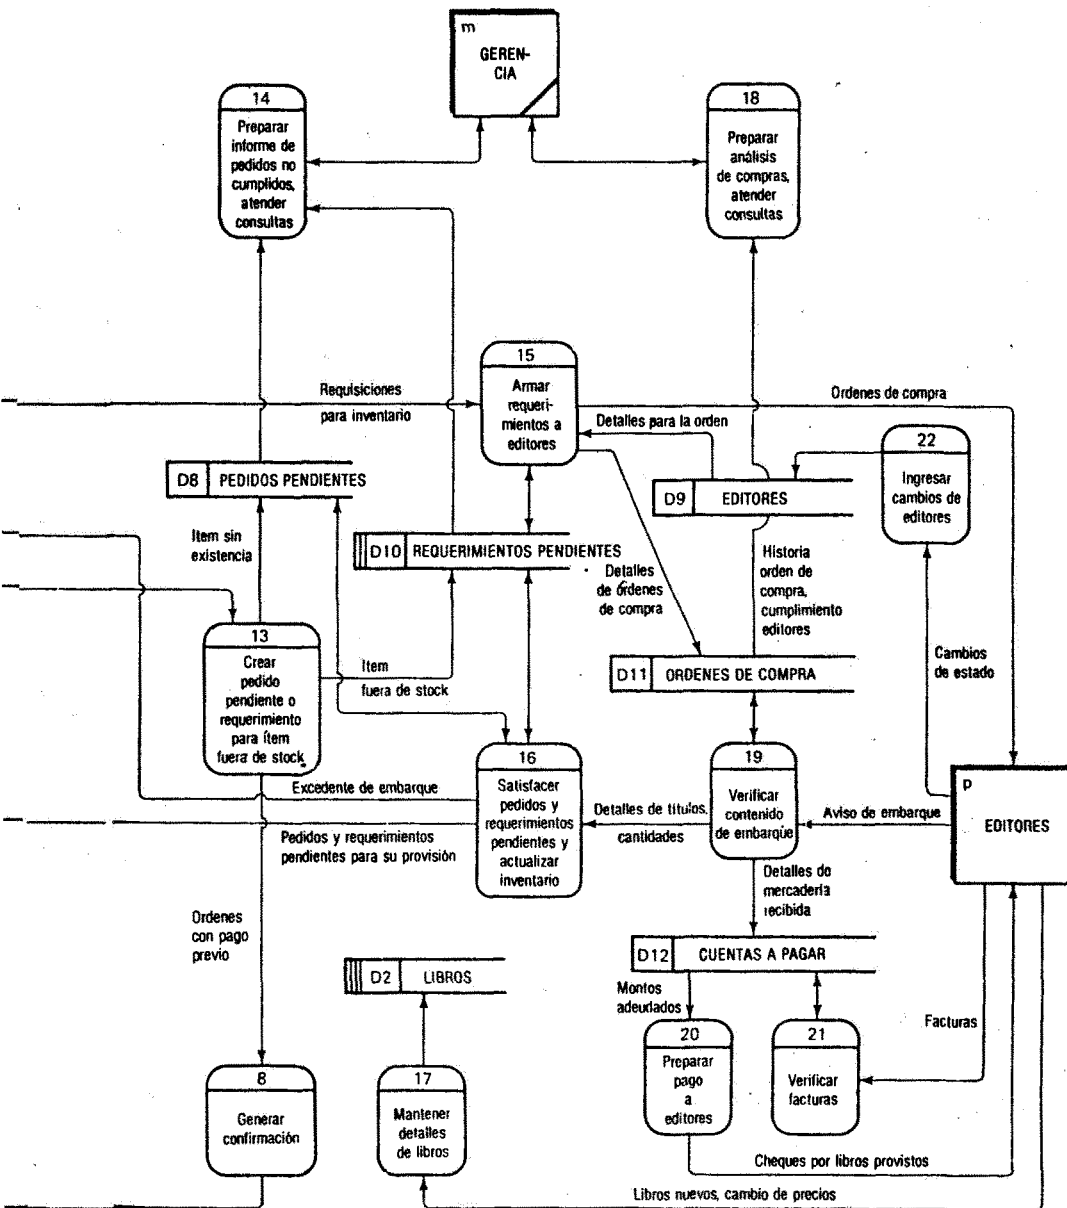 m
GEREN-
CIA
14
Preparar
informe de
pedidos no
cumplidos,
atender
consultas
18
Preparar
análisis
de compras,
atender
consultas
15
Armar
requeri-
mientos a
editores
Requisiciones
para inventario
Ordenes de compra
Detalles para la orden
22
Ingresar
cambios de
editores
D8 PEDIDOS PENDIENTES
D9 EDITORES
Item sin
existencia
D10 REQUERIMIENTOS PENDIENTES
Detalles
de órdenes
de compra
Historia
orden de
compra,
cumplimiento
editores
13
Crear
pedido
pendiente o
requerimiento
para ítem
fuera de stock
Item
fuera de stock
D11 ORDENES DE COMPRA
Cambios
de estado
16
Satisfacer
pedidos y
requerimientos
pendientes y
actualizar
inventario
19
Verificar
contenido
de embarque
p
EDITORES
Excedente de embarque
Detalles de títulos,
cantidades
Aviso de embarque
Pedidos y requerimientos
pendientes para su provisión
Detalles de
mercadería
recibida
Ordenes
con pago
previo
D12 CUENTAS A PAGAR
D2 LIBROS
Montos
adeudados
Facturas
20
Preparar
pago
a
editores
21
Verificar
facturas
8
Generar
confirmación
17
Mantener
detalles
de libros
Cheques por libros provistos
Libros nuevos, cambio de precios